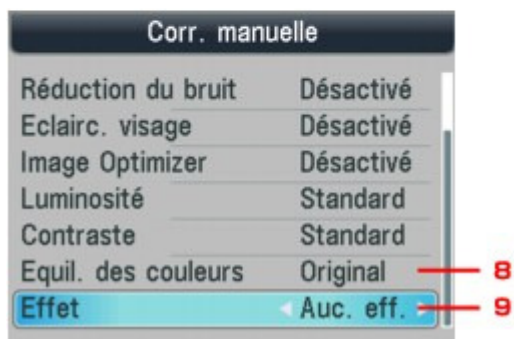 Corr. manuelle
Réduction du bruit Désactivé
Eclairc. visage Désactivé
Image Optimizer Désactivé
Luminosité Standard
Contraste Standard
Equil. des couleurs Original 8
Effet Auc. eff. 9